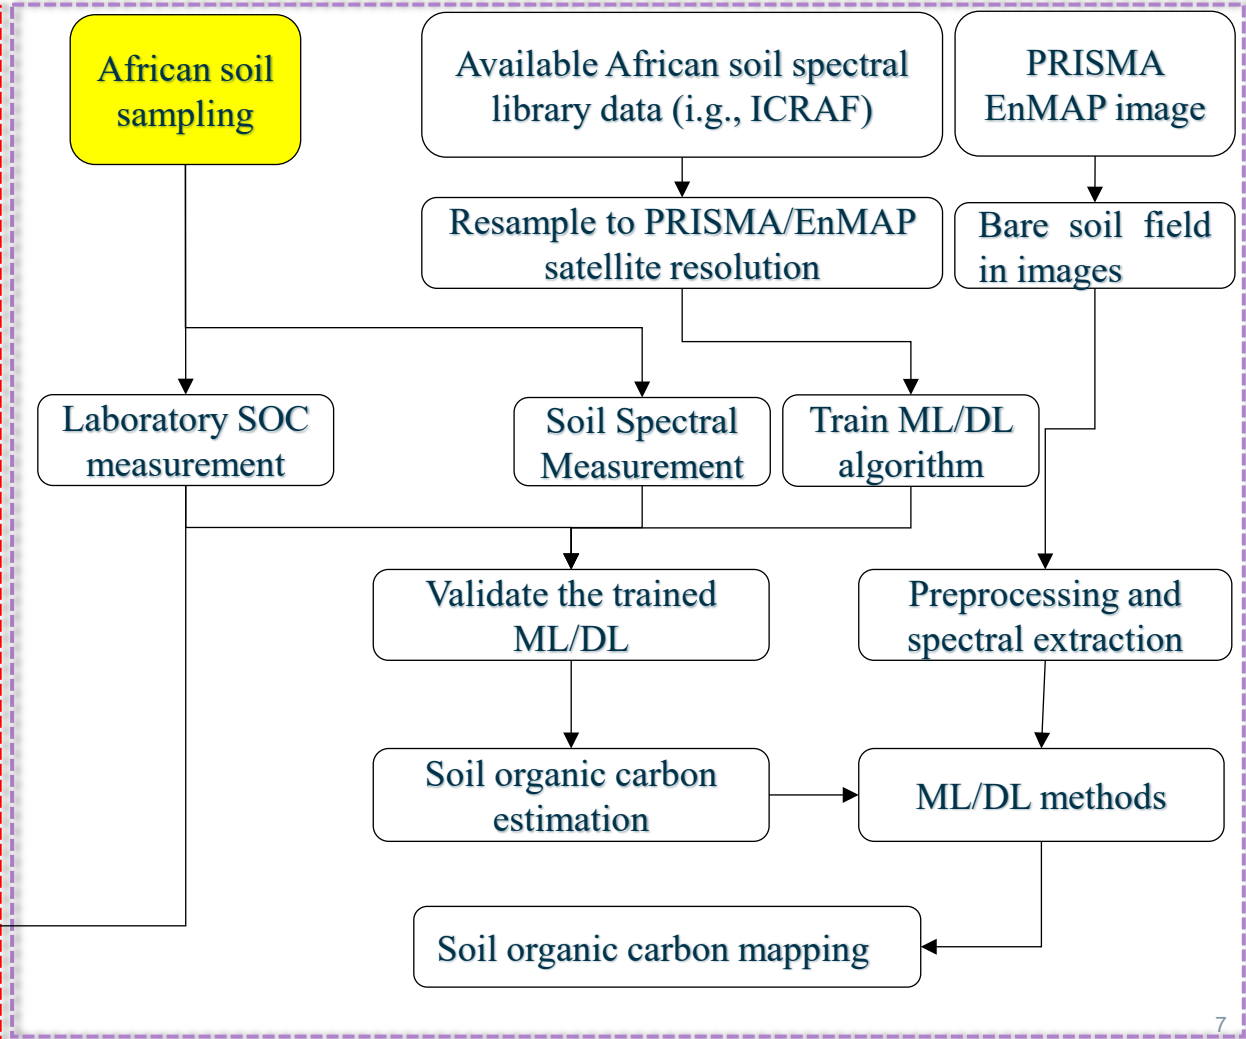 African soil
sampling
Available African soil spectral
library data (i.g., ICRAF)
PRISMA
EnMAP image
Resample to PRISMA/EnMAP
satellite resolution
Bare soil field
in images
Laboratory SOC
measurement
Soil Spectral
Measurement
Train ML/DL
algorithm
Validate the trained
ML/DL
Preprocessing and
spectral extraction
Soil organic carbon
estimation
ML/DL methods
Soil organic carbon mapping
7